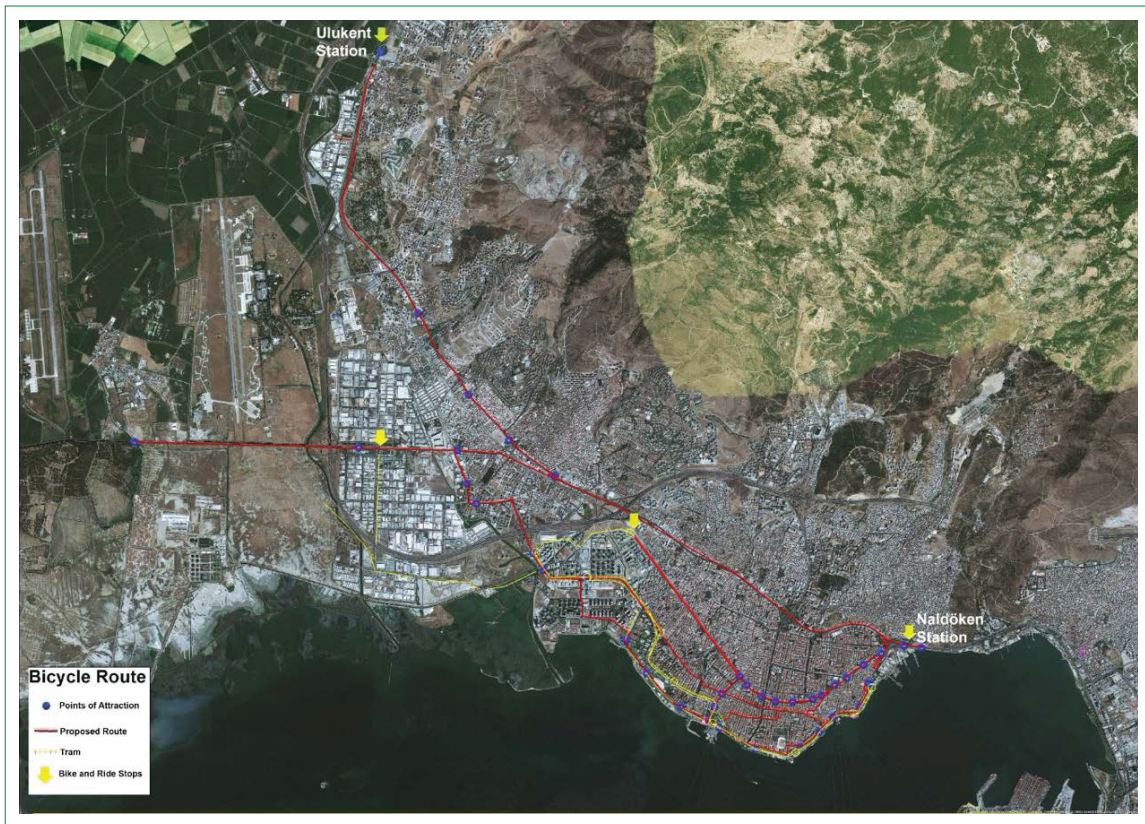 Ulukent
Station
Naldöken
Station
Bicycle Route
Points of Attraction
Proposed Route
Tram
Bike and Ride Stops